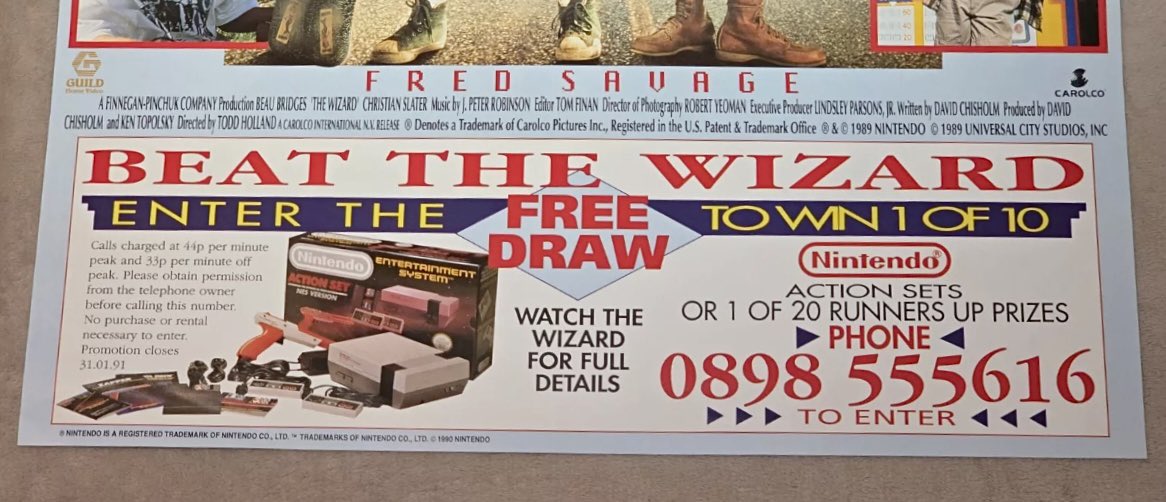 60
40
20
GUILD
Home Video
FRED SAVAGE
CAROLCO
A FINNEGAN-PINCHUK COMPANY Production BEAU BRIDGES 'THE WIZARD' CHRISTIAN SLATER Music by J. PETER ROBINSON Editor TOM FINAN Director of Photography ROBERT YEOMAN Executive Producer LINDSLEY PARSONS, JR. Written by DAVID CHISHOLM Produced by DAVID
CHISHOLM and KEN TOPOLSKY Directed by TODD HOLLAND A CAROLCO INTERNATIONAL N.V. RELEASE ® Denotes a Trademark of Carolco Pictures Inc., Registered in the U.S. Patent & Trademark Office ® & © 1989 NINTENDO © 1989 UNIVERSAL CITY STUDIOS, INC
BEAT THE WIZARD
ENTER THE FREE DRAW TO WIN 1 OF 10
Calls charged at 44p per minute
peak and 33p per minute off
peak. Please obtain permission
from the telephone owner
before calling this number.
No purchase or rental
necessary to enter.
Promotion closes
31.01.91
Nintendo
ENTERTAINMENT
SYSTEM™
ACTION SET
NES VERSION
WATCH THE
WIZARD
FOR FULL
DETAILS
Nintendo®
ACTION SETS
OR 1 OF 20 RUNNERS UP PRIZES
PHONE
0898 555616
TO ENTER
® NINTENDO IS A REGISTERED TRADEMARK OF NINTENDO CO., LTD. ™ TRADEMARKS OF NINTENDO CO., LTD. © 1990 NINTENDO